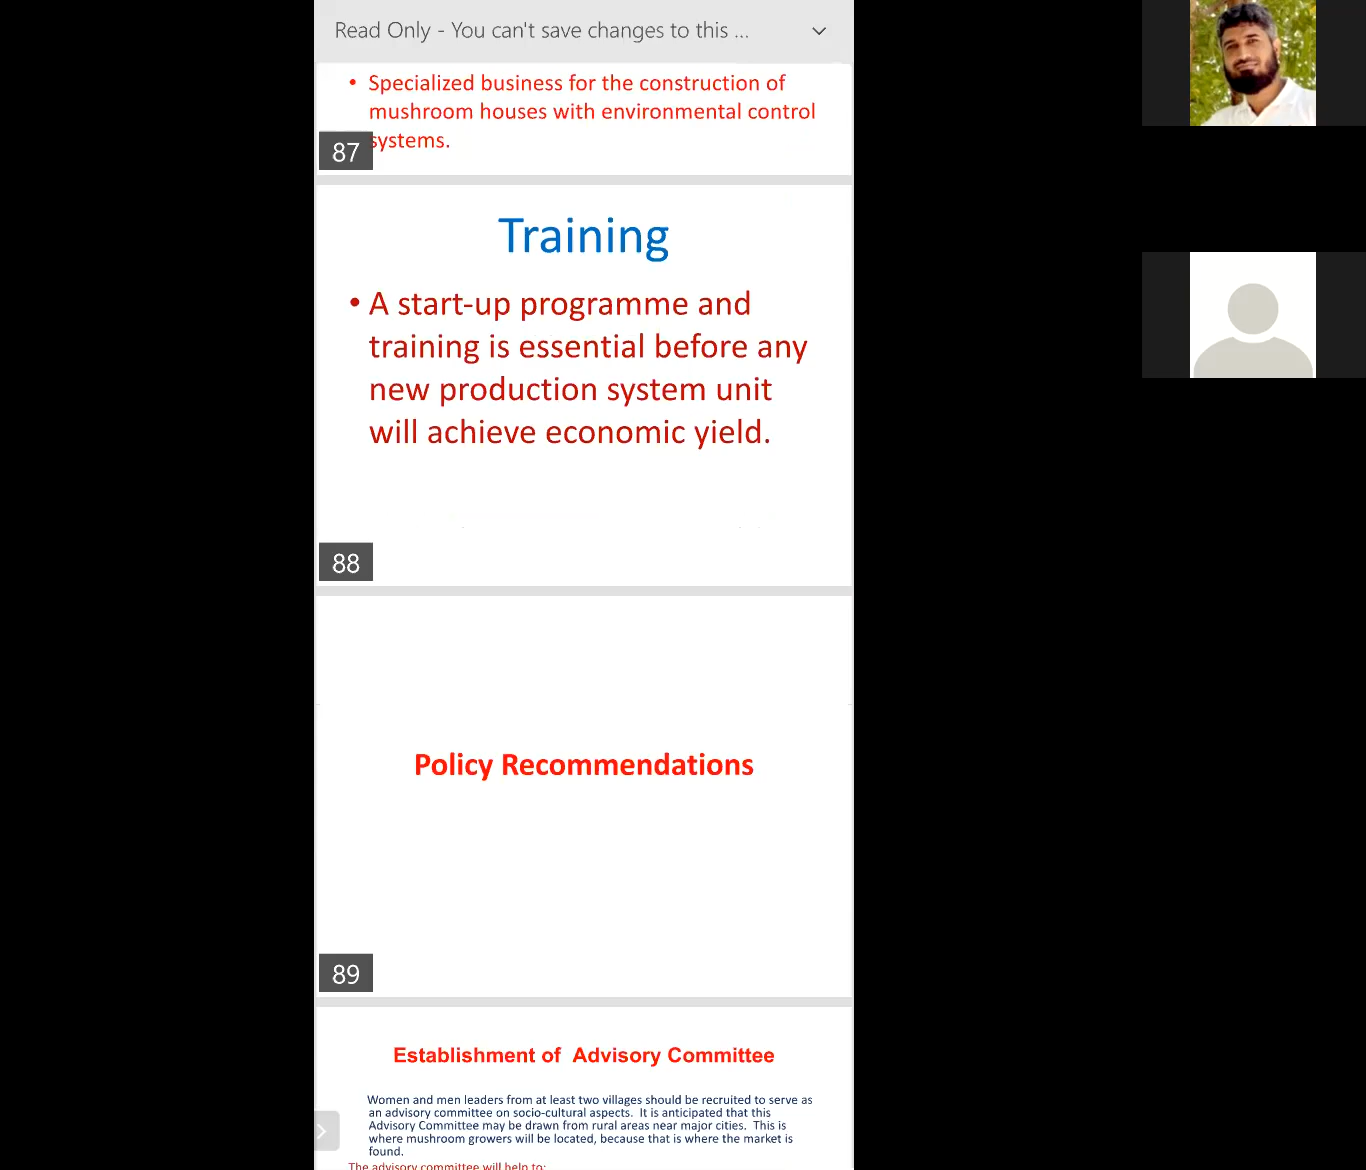 Read Only - You can't save changes to this ...
• Specialized business for the construction of
mushroom houses with environmental control
systems.
87
Training
• A start-up programme and
training is essential before any
new production system unit
will achieve economic yield.
88
Policy Recommendations
89
Establishment of  Advisory Committee
Women and men leaders from at least two villages should be recruited to serve as
an advisory committee on socio-cultural aspects.  It is anticipated that this
Advisory Committee may be drawn from rural areas near major cities.  This is
where mushroom growers will be located, because that is where the market is
found.
The advisory committee will help to: